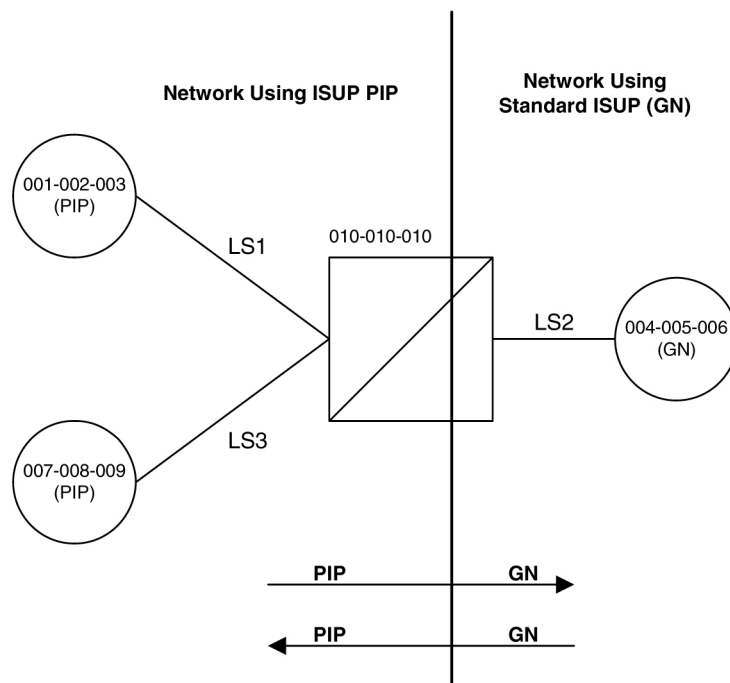 Network Using ISUP PIP
Network Using
Standard ISUP (GN)
001-002-003
(PIP)
LS1
010-010-010
LS2
004-005-006
(GN)
LS3
007-008-009
(PIP)
PIP
GN
PIP
GN